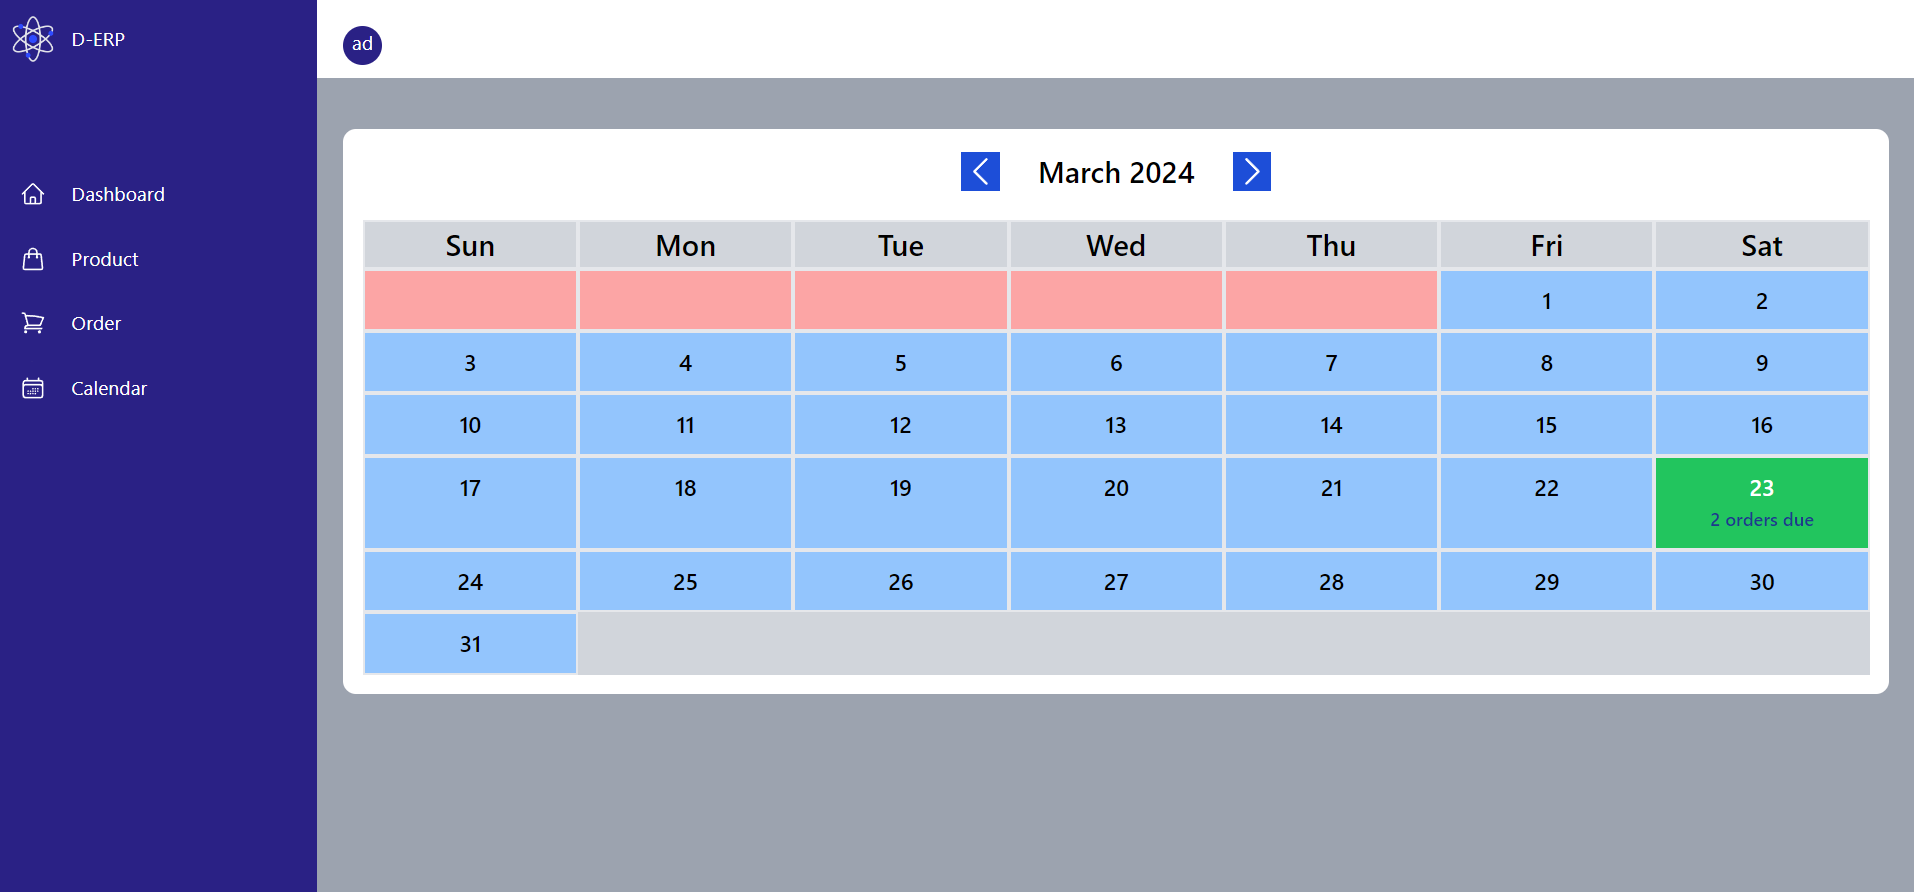 D-ERP
ad
Dashboard
Product
Order
Calendar
March 2024
Sun Mon Tue Wed Thu Fri Sat
1 2
3 4 5 6 7 8 9
10 11 12 13 14 15 16
17 18 19 20 21 22 23
2 orders due
24 25 26 27 28 29 30
31